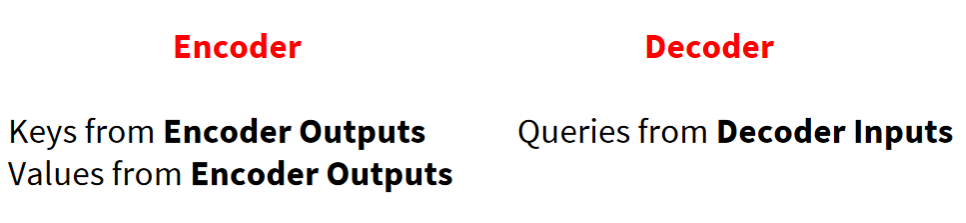 Encoder
Decoder
Keys from Encoder Outputs
Values from Encoder Outputs
Queries from Decoder Inputs